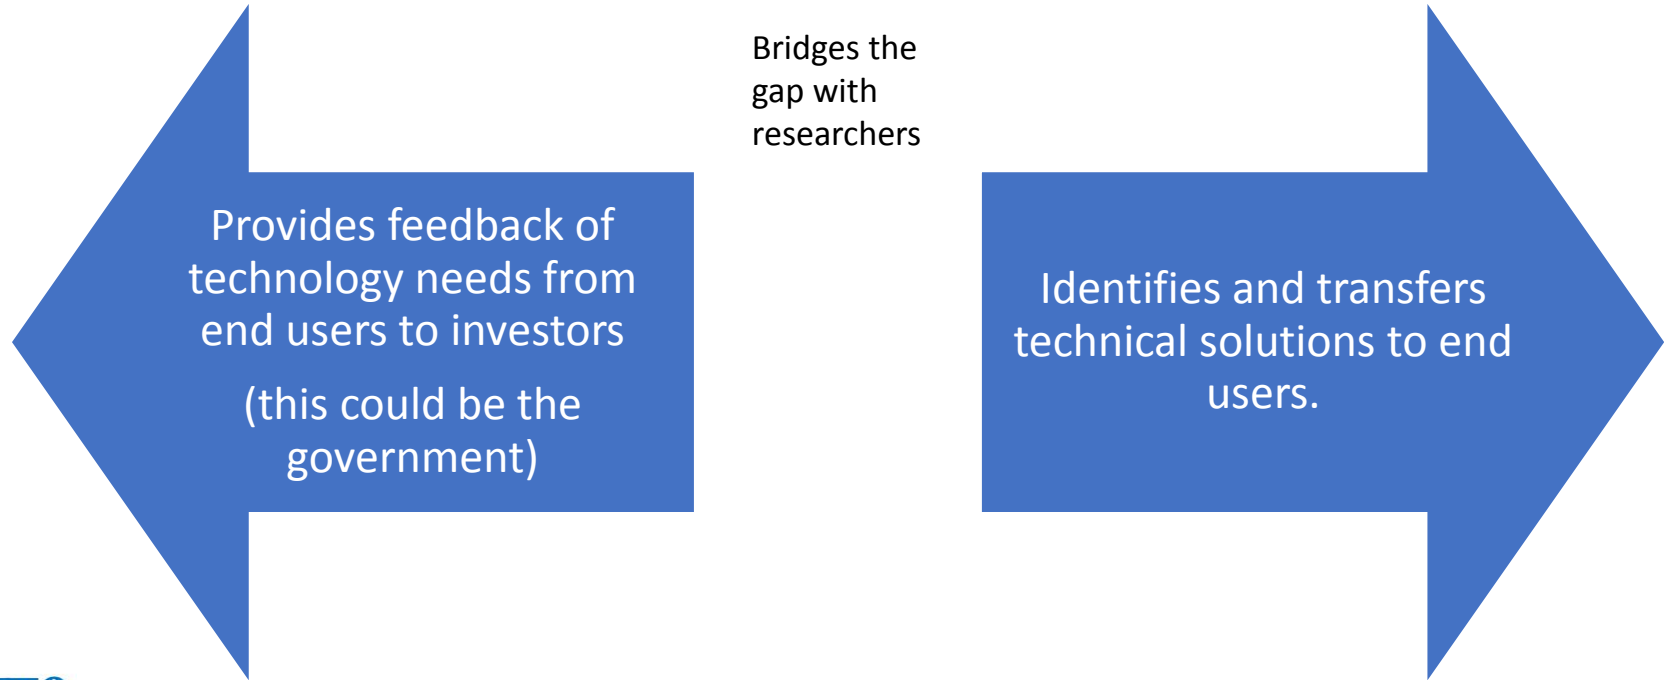 Bridges the
gap with
researchers
Provides feedback of
technology needs from
end users to investors
(this could be the
government)
Identifies and transfers
technical solutions to end
users.